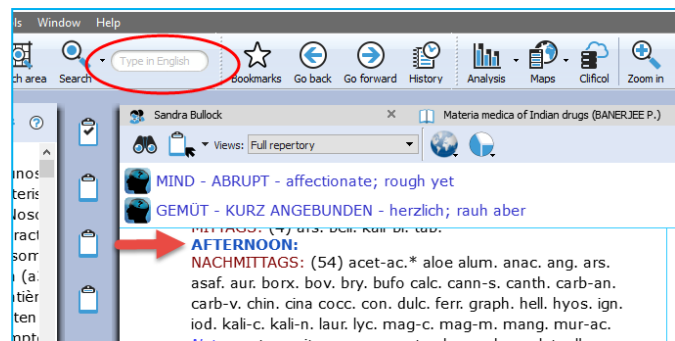 ls Window Help
Type in English
ch area Search Bookmarks Go back Go forward History Analysis Maps Clificol Zoom in
Sandra Bullock Materia medica of Indian drugs (BANERJEE P.)
Views: Full repertory
MIND - ABRUPT - affectionate; rough yet
GEMÜT - KURZ ANGEBUNDEN - herzlich; rauh aber
AFTERNOON:
NACHMITTAGS: (54) acet-ac.* aloe alum. anac. ang. ars.
asaf. aur. borx. bov. bry. bufo calc. cann-s. canth. carb-an.
carb-v. chin. cina cocc. con. dulc. ferr. graph. hell. hyos. ign.
iod. kali-c. kali-n. laur. lyc. mag-c. mag-m. mang. mur-ac.